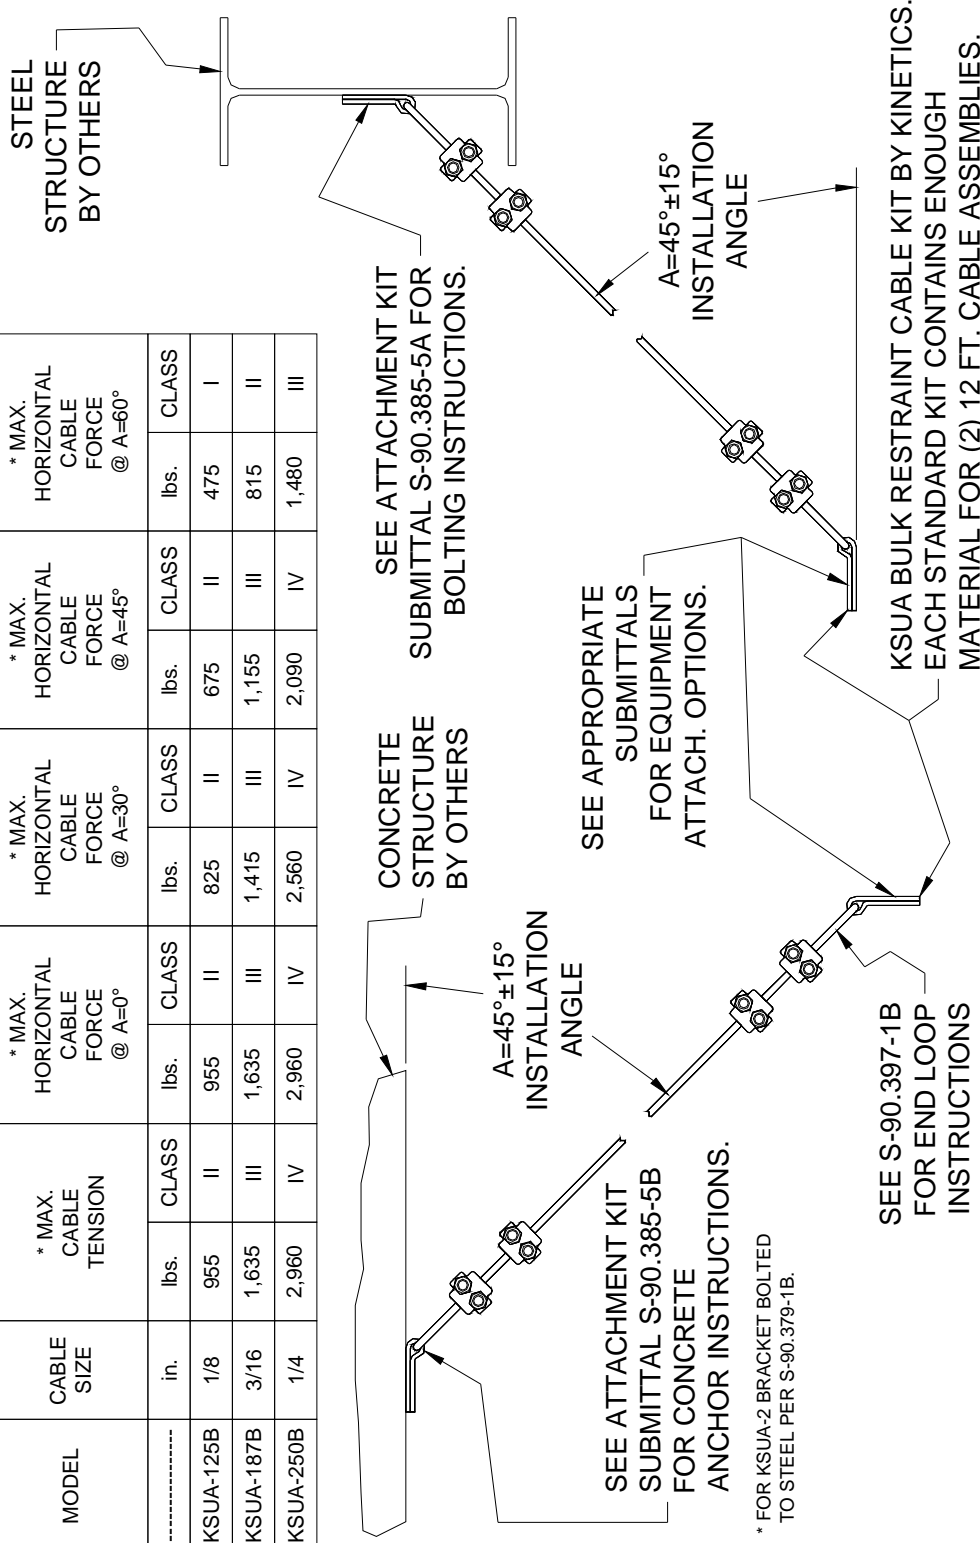 MODEL
CABLE
SIZE
* MAX.
CABLE
TENSION
* MAX.
HORIZONTAL
CABLE
FORCE
@ A=0°
* MAX.
HORIZONTAL
CABLE
FORCE
@ A=30°
* MAX.
HORIZONTAL
CABLE
FORCE
@ A=45°
* MAX.
HORIZONTAL
CABLE
FORCE
@ A=60°
------------ in. lbs. CLASS lbs. CLASS lbs. CLASS lbs. CLASS lbs. CLASS
KSUA-125B 1/8 955 II 955 II 825 II 675 II 475 I
KSUA-187B 3/16 1,635 III 1,635 III 1,415 III 1,155 III 815 II
KSUA-250B 1/4 2,960 IV 2,960 IV 2,560 IV 2,090 IV 1,480 III
STEEL
STRUCTURE
BY OTHERS
CONCRETE
STRUCTURE
BY OTHERS
SEE ATTACHMENT KIT
SUBMITTAL S-90.385-5A FOR
BOLTING INSTRUCTIONS.
A=45°±15°
INSTALLATION
ANGLE
A=45°±15°
INSTALLATION
ANGLE
SEE APPROPRIATE
SUBMITTALS
FOR EQUIPMENT
ATTACH. OPTIONS.
SEE ATTACHMENT KIT
SUBMITTAL S-90.385-5B
FOR CONCRETE
ANCHOR INSTRUCTIONS.
* FOR KSUA-2 BRACKET BOLTED
TO STEEL PER S-90.379-1B.
SEE S-90.397-1B
FOR END LOOP
INSTRUCTIONS
KSUA BULK RESTRAINT CABLE KIT BY KINETICS.
EACH STANDARD KIT CONTAINS ENOUGH
MATERIAL FOR (2) 12 FT. CABLE ASSEMBLIES.